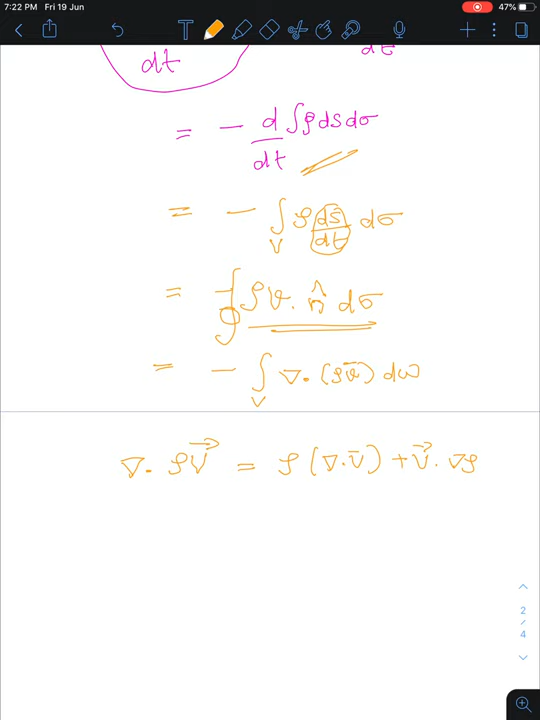 7:22 PM Fri 19 Jun 47%
dt dt
= - d/dt ∫ρ ds dσ
= - ∫_V ρ ds̄/dt dσ
= - ∮ ρ v · n̂ dσ
= - ∫_V ∇· (ρv̄) dω
∇· ρV⃗ = ρ (∇·V̄) + V⃗ · ∇ρ
2
/
4